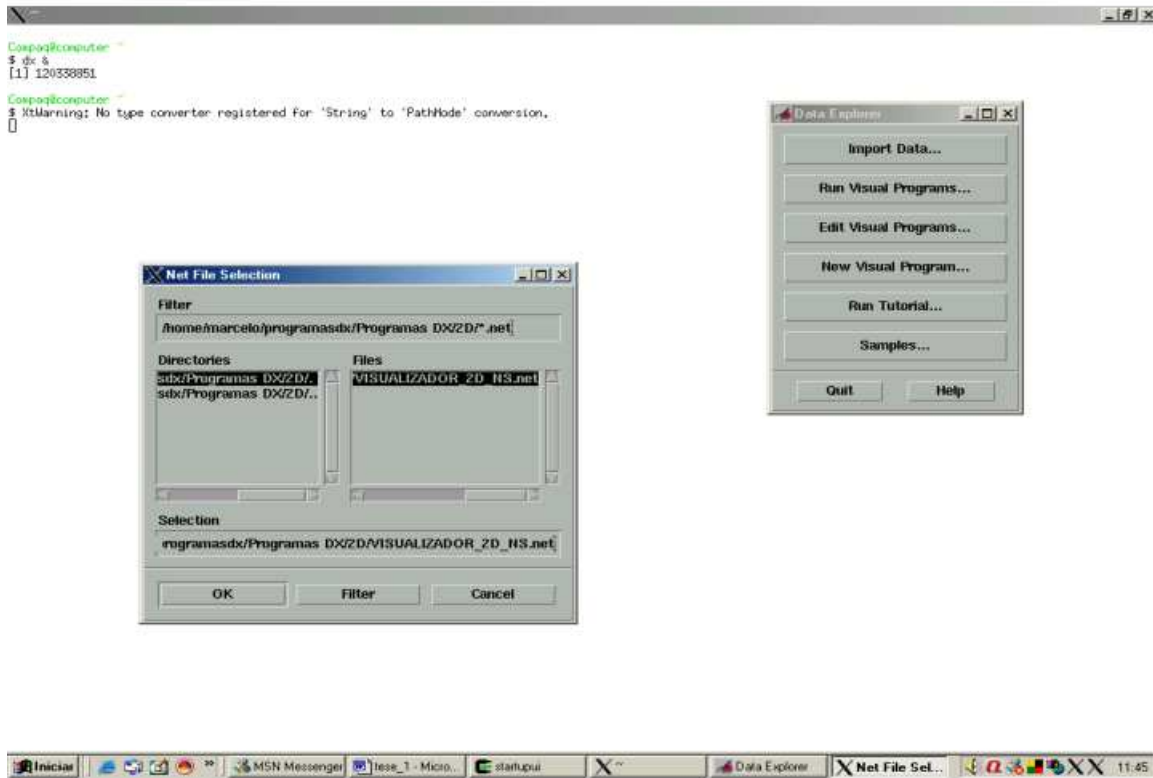 Compaq@computer ~
$ dx &
[1] 120338851
Compaq@computer ~
$ XtWarning: No type converter registered for 'String' to 'PathMode' conversion.
Data Explorer
Import Data...
Run Visual Programs...
Edit Visual Programs...
New Visual Program...
Run Tutorial...
Samples...
Quit
Help
Net File Selection
Filter
/home/marcelo/programasdx/Programas DX/2D/*.net
Directories
Files
sdx/Programas DX/2D/.
sdx/Programas DX/2D/..
VISUALIZADOR_2D_NS.net
Selection
rogramasdx/Programas DX/2D/VISUALIZADOR_2D_NS.net
OK
Filter
Cancel
Iniciar
MSN Messenger
tese_1 - Micro...
startupui
~
Data Explorer
Net File Sel...
11:45